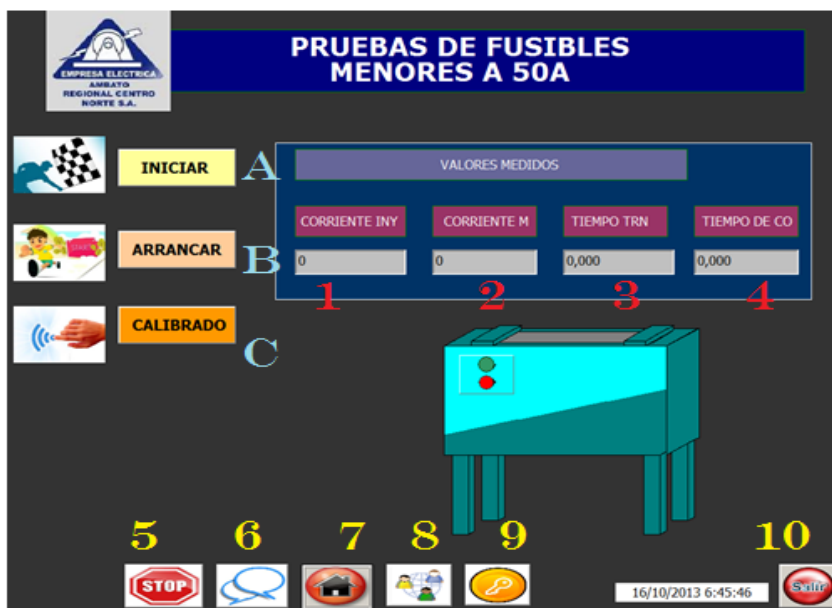 PRUEBAS DE FUSIBLES
MENORES A 50A
EMPRESA ELECTRICA
AMBATO
REGIONAL CENTRO
NORTE S.A.
INICIAR
A
VALORES MEDIDOS
START
ARRANCAR
B
CORRIENTE INY
CORRIENTE M
TIEMPO TRN
TIEMPO DE CO
0
0
0,000
0,000
1
2
3
4
CALIBRADO
C
5
6
7
8
9
10
STOP
16/10/2013 6:45:46
Salir